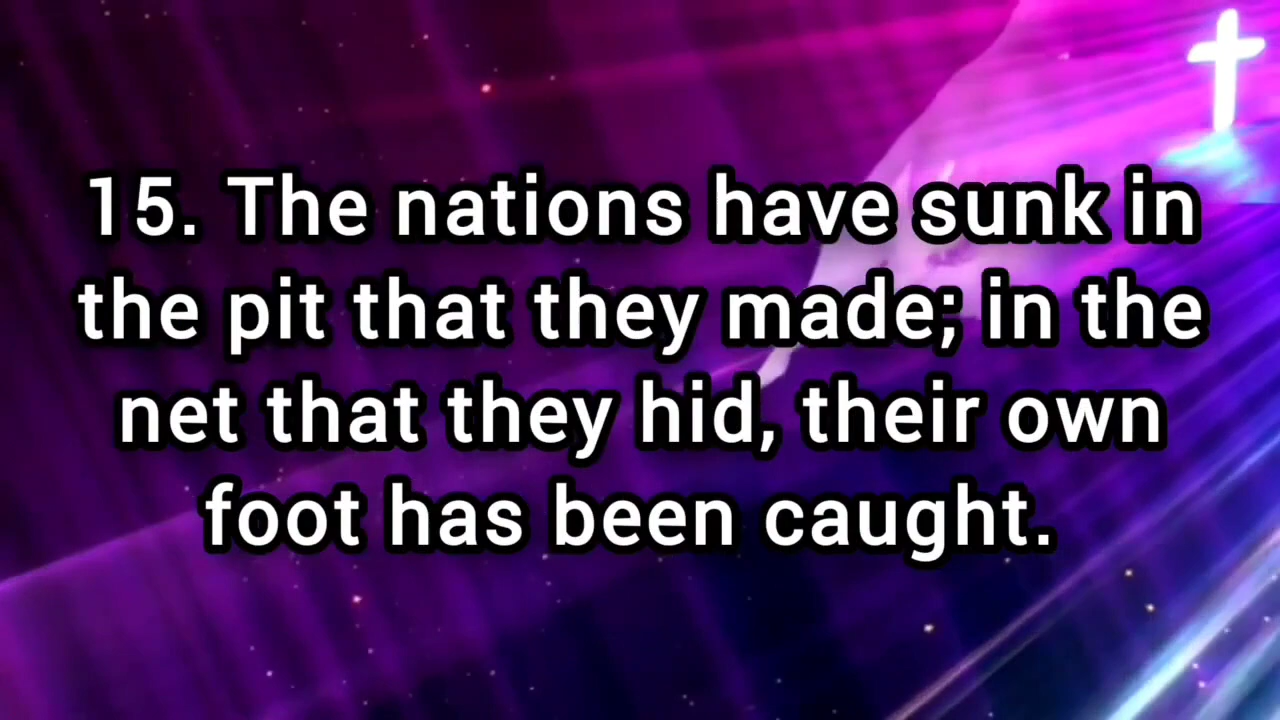 15. The nations have sunk in
the pit that they made; in the
net that they hid, their own
foot has been caught.